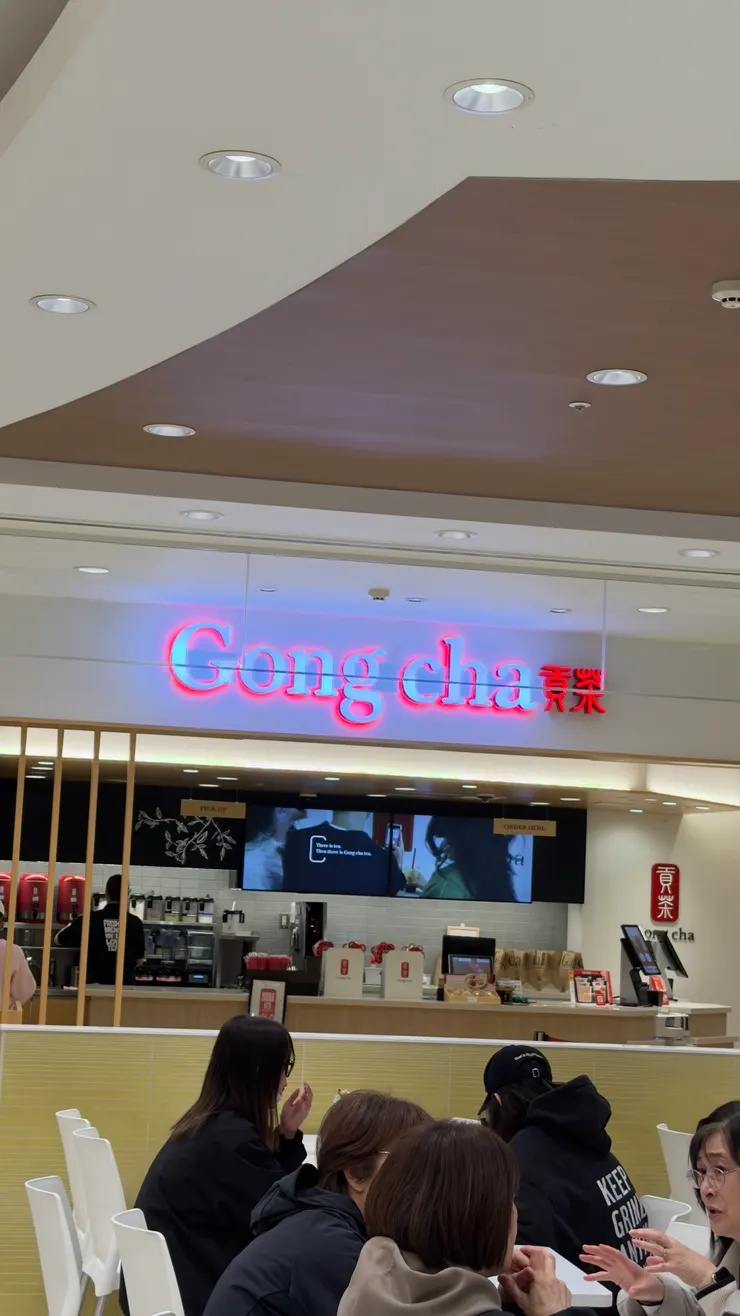 Gong cha 貢茶
PICK UP
ORDER HERE
There is tea.
Then there is Gong cha tea.
貢茶
Gong cha
KEEP